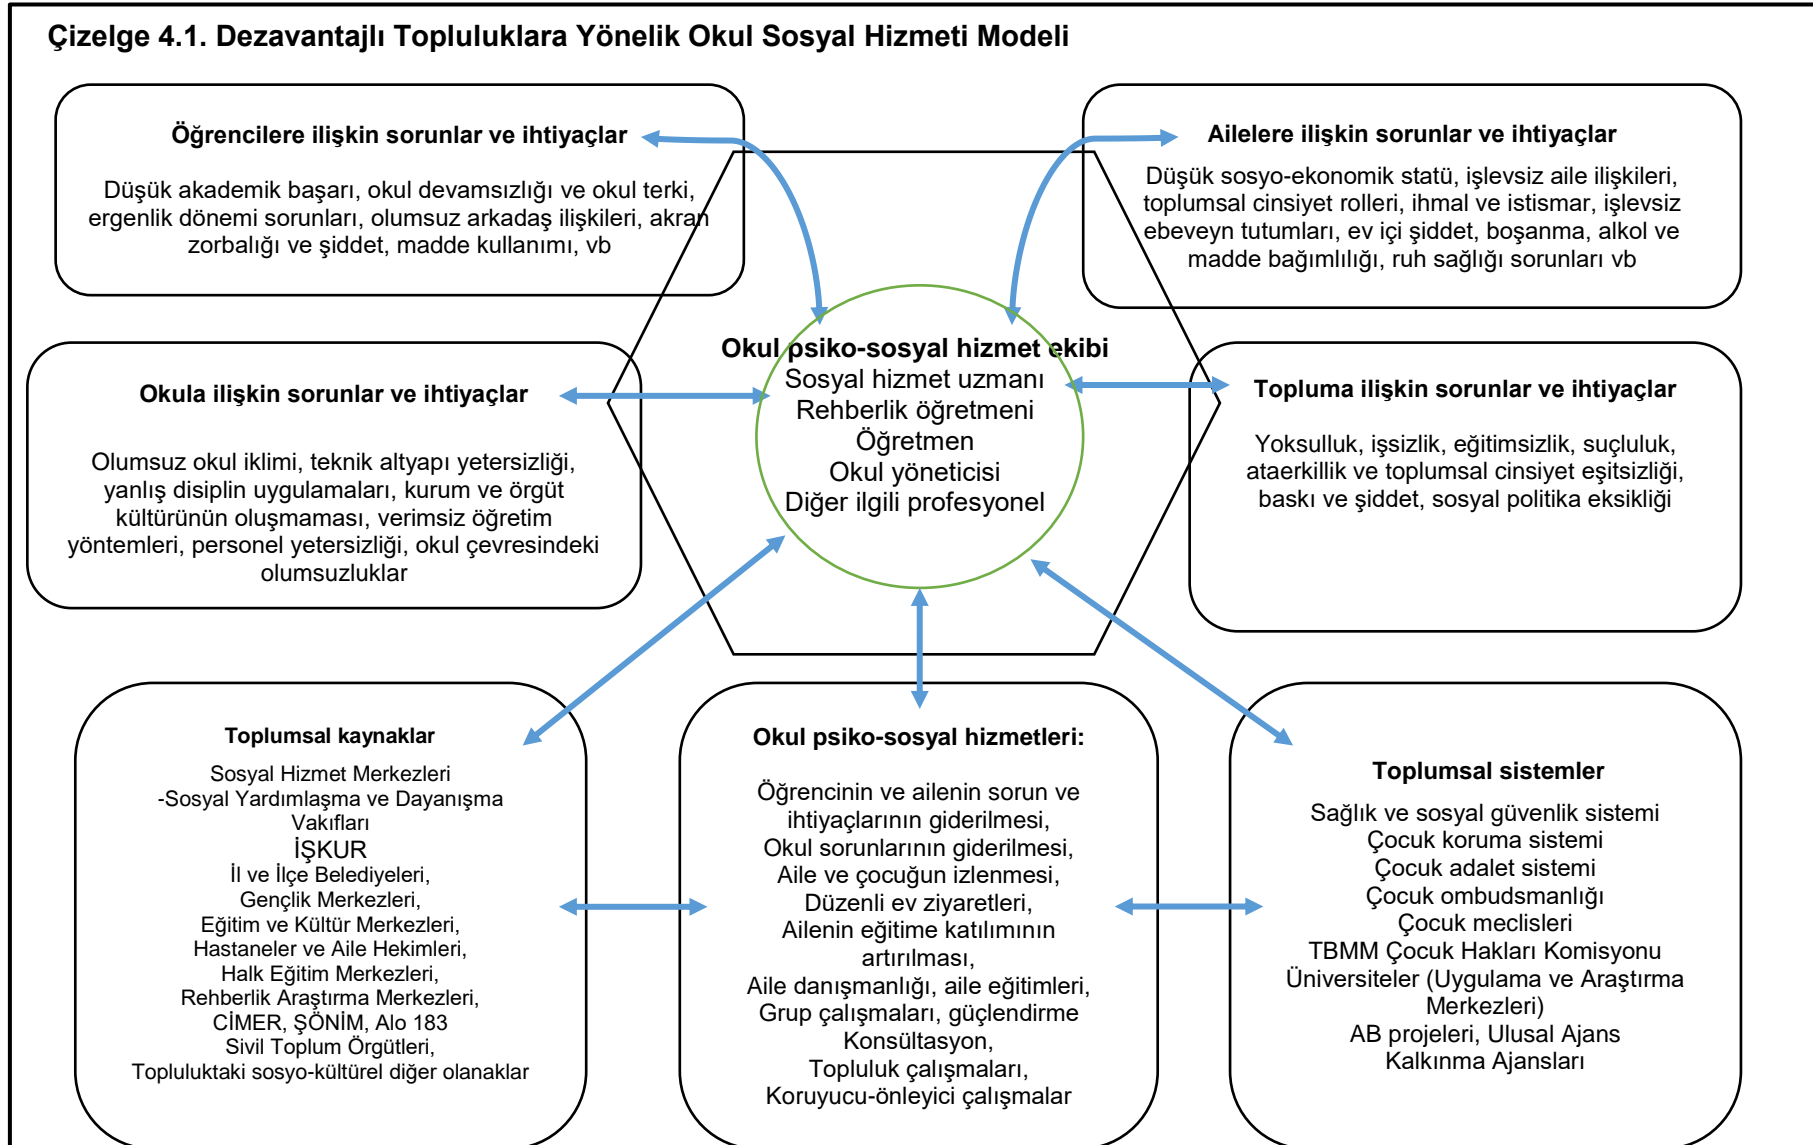 Çizelge 4.1. Dezavantajlı Topluluklara Yönelik Okul Sosyal Hizmeti Modeli
Öğrencilere ilişkin sorunlar ve ihtiyaçlar
Düşük akademik başarı, okul devamsızlığı ve okul terki,
ergenlik dönemi sorunları, olumsuz arkadaş ilişkileri, akran
zorbalığı ve şiddet, madde kullanımı, vb
Ailelere ilişkin sorunlar ve ihtiyaçlar
Düşük sosyo-ekonomik statü, işlevsiz aile ilişkileri,
toplumsal cinsiyet rolleri, ihmal ve istismar, işlevsiz
ebeveyn tutumları, ev içi şiddet, boşanma, alkol ve
madde bağımlılığı, ruh sağlığı sorunları vb
Okula ilişkin sorunlar ve ihtiyaçlar
Olumsuz okul iklimi, teknik altyapı yetersizliği,
yanlış disiplin uygulamaları, kurum ve örgüt
kültürünün oluşmaması, verimsiz öğretim
yöntemleri, personel yetersizliği, okul çevresindeki
olumsuzluklar
Okul psiko-sosyal hizmet ekibi
Sosyal hizmet uzmanı
Rehberlik öğretmeni
Öğretmen
Okul yöneticisi
Diğer ilgili profesyonel
Topluma ilişkin sorunlar ve ihtiyaçlar
Yoksulluk, işsizlik, eğitimsizlik, suçluluk,
ataerkillik ve toplumsal cinsiyet eşitsizliği,
baskı ve şiddet, sosyal politika eksikliği
Toplumsal kaynaklar
Sosyal Hizmet Merkezleri
-Sosyal Yardımlaşma ve Dayanışma
Vakıfları
İŞKUR
İl ve İlçe Belediyeleri,
Gençlik Merkezleri,
Eğitim ve Kültür Merkezleri,
Hastaneler ve Aile Hekimleri,
Halk Eğitim Merkezleri,
Rehberlik Araştırma Merkezleri,
CİMER, ŞÖNİM, Alo 183
Sivil Toplum Örgütleri,
Topluluktaki sosyo-kültürel diğer olanaklar
Okul psiko-sosyal hizmetleri:
Öğrencinin ve ailenin sorun ve
ihtiyaçlarının giderilmesi,
Okul sorunlarının giderilmesi,
Aile ve çocuğun izlenmesi,
Düzenli ev ziyaretleri,
Ailenin eğitime katılımının
artırılması,
Aile danışmanlığı, aile eğitimleri,
Grup çalışmaları, güçlendirme
Konsültasyon,
Topluluk çalışmaları,
Koruyucu-önleyici çalışmalar
Toplumsal sistemler
Sağlık ve sosyal güvenlik sistemi
Çocuk koruma sistemi
Çocuk adalet sistemi
Çocuk ombudsmanlığı
Çocuk meclisleri
TBMM Çocuk Hakları Komisyonu
Üniversiteler (Uygulama ve Araştırma
Merkezleri)
AB projeleri, Ulusal Ajans
Kalkınma Ajansları